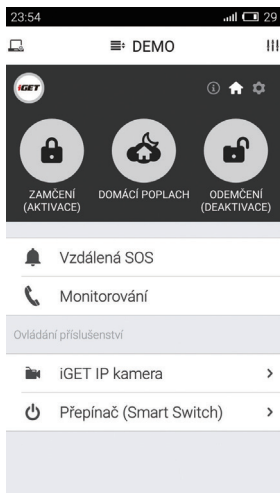 23:54
29
DEMO
iGET
ZAMČENÍ
(AKTIVACE)
DOMÁCÍ POPLACH
ODEMČENÍ
(DEAKTIVACE)
Vzdálená SOS
Monitorování
Ovládání příslušenství
iGET IP kamera
Přepínač (Smart Switch)